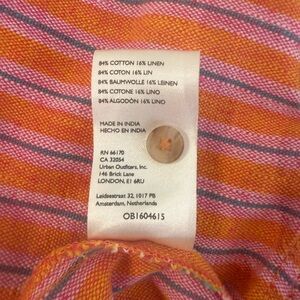 84% COTTON 16% LINEN
84% COTON 16% LIN
84% BAUMWOLLE 16% LEINEN
84% COTONE 16% LINO
84% ALGODÓN 16% LINO
MADE IN INDIA
HECHO EN INDIA
RN 66170
CA 32054
Urban Outfitters, Inc.
146 Brick Lane
LONDON, E1 6RU
Leidsestraat 32, 1017 PB
Amsterdam, Netherlands
OB1604615